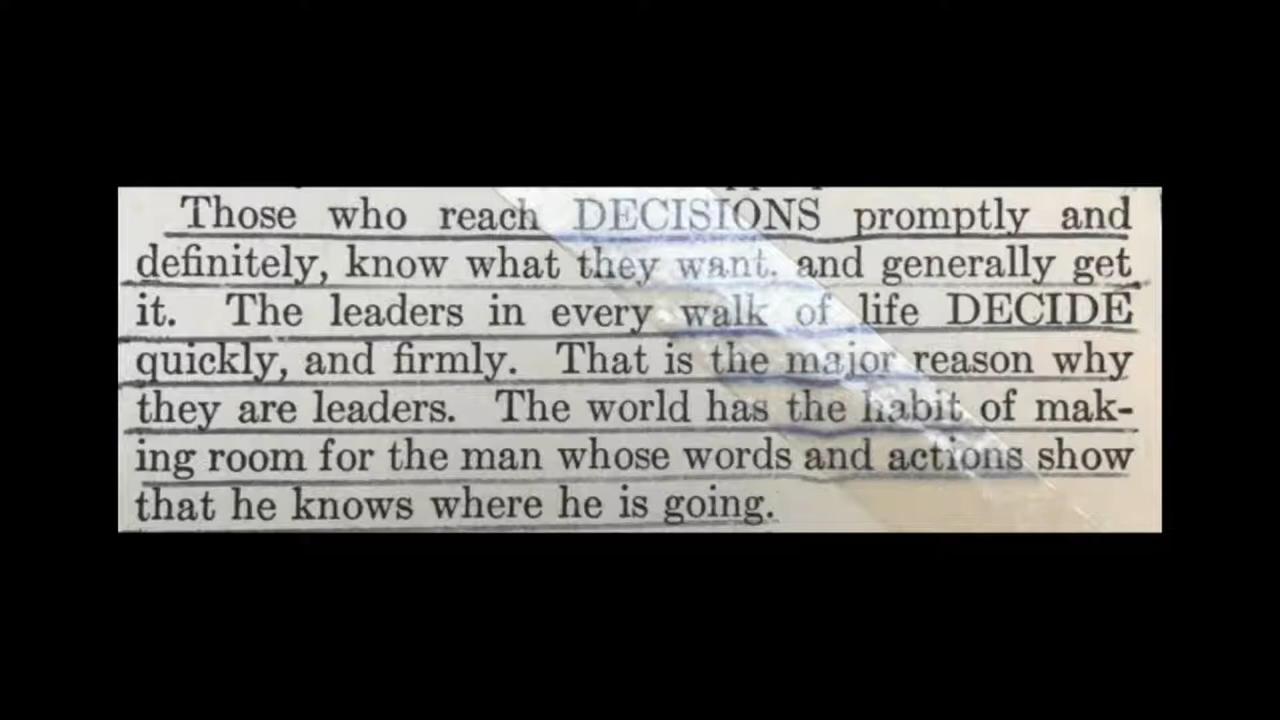 Those who reach DECISIONS promptly and
definitely, know what they want, and generally get
it. The leaders in every walk of life DECIDE
quickly, and firmly. That is the major reason why
they are leaders. The world has the habit of mak-
ing room for the man whose words and actions show
that he knows where he is going.